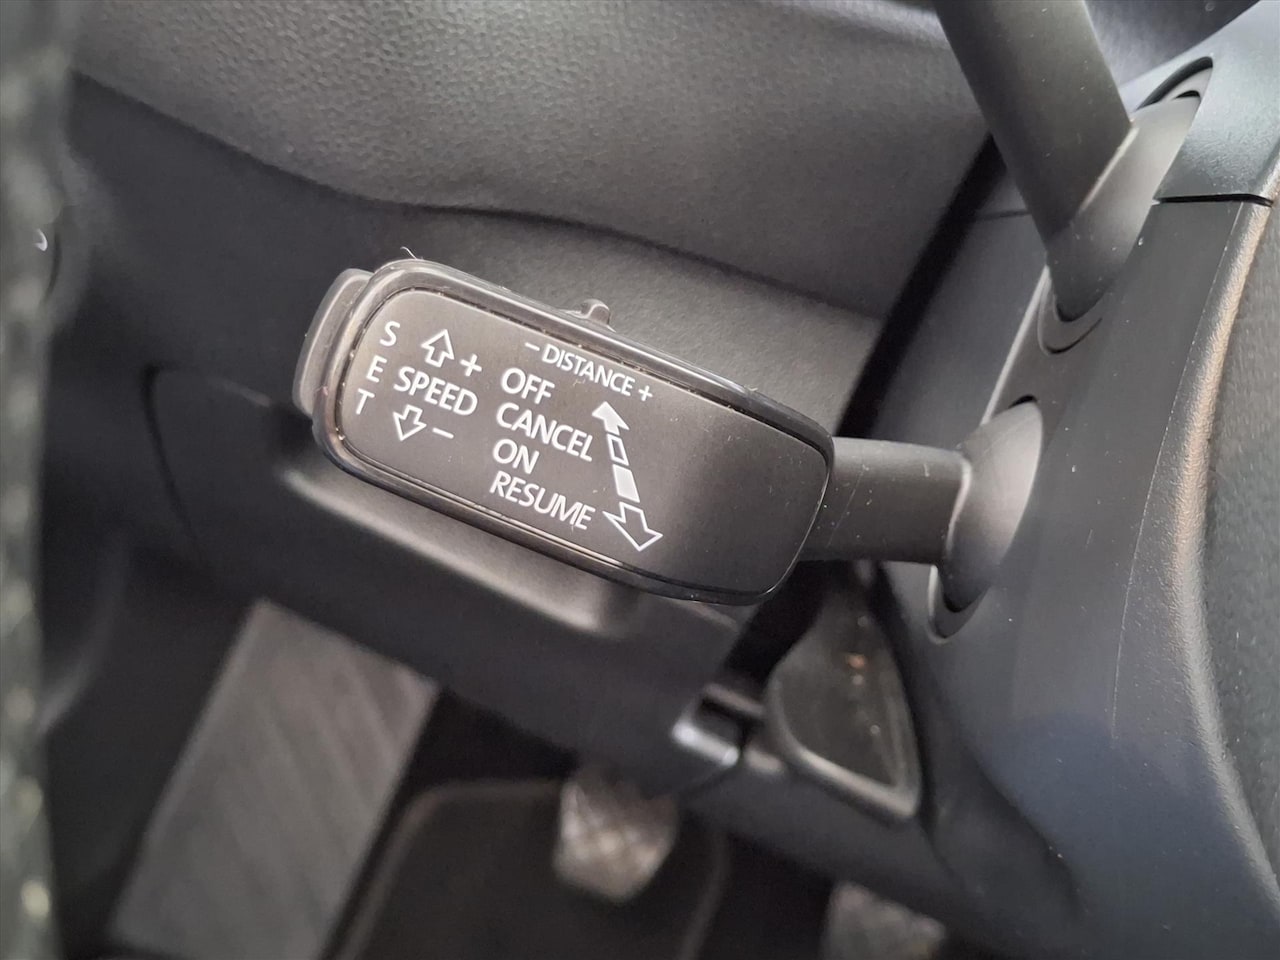 S
E
T
+
SPEED
−
− DISTANCE +
OFF
CANCEL
ON
RESUME